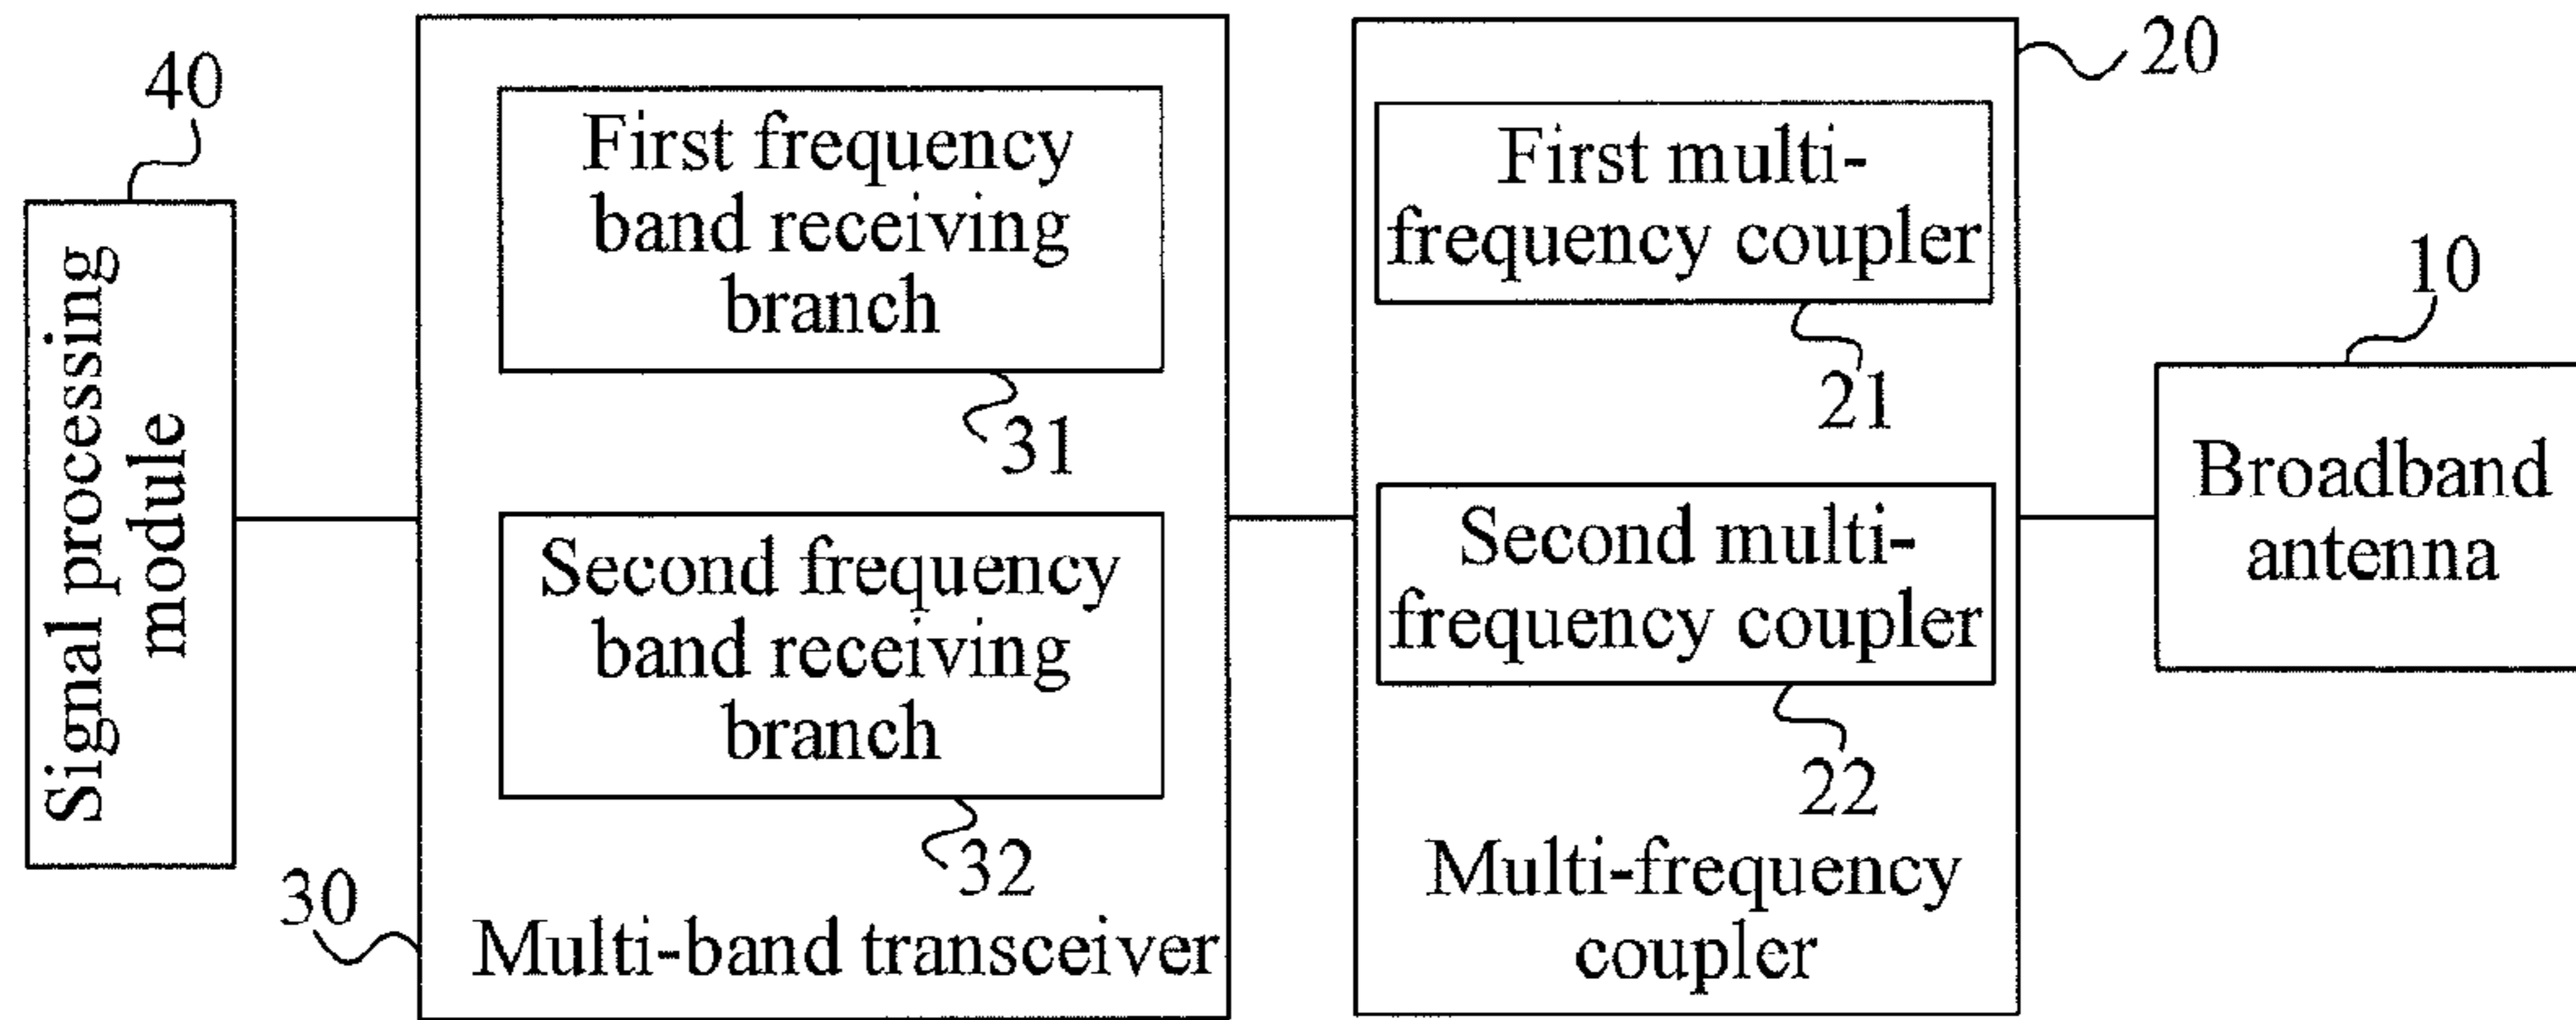 40
Signal processing
module
First frequency
band receiving
branch
31
Second frequency
band receiving
branch
32
30
Multi-band transceiver
20
First multi-
frequency coupler
21
Second multi-
frequency coupler
22
Multi-frequency
coupler
10
Broadband
antenna